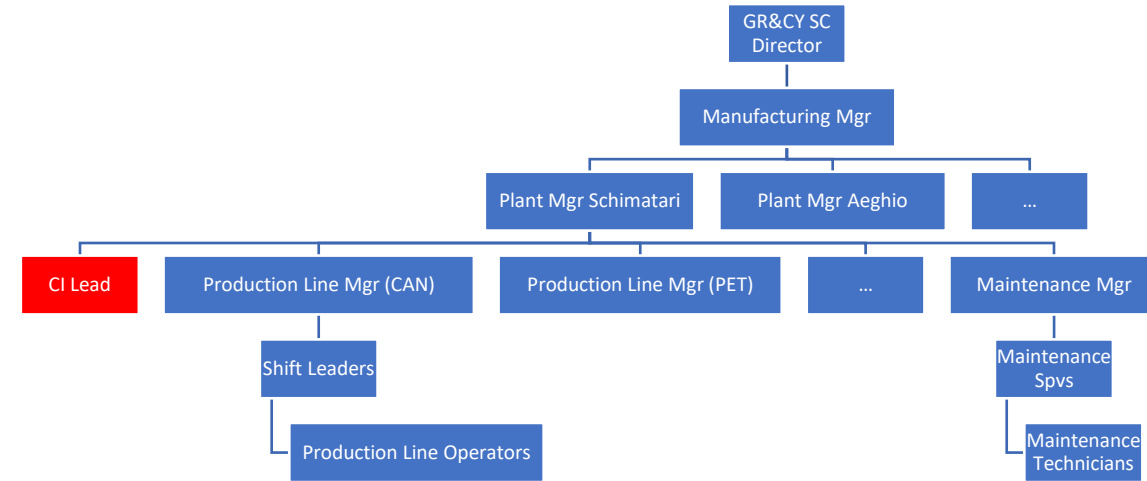 GR&CY SC
Director
Manufacturing Mgr
Plant Mgr Schimatari
Plant Mgr Aeghio
...
CI Lead
Production Line Mgr (CAN)
Production Line Mgr (PET)
...
Maintenance Mgr
Shift Leaders
Maintenance
Spvs
Production Line Operators
Maintenance
Technicians